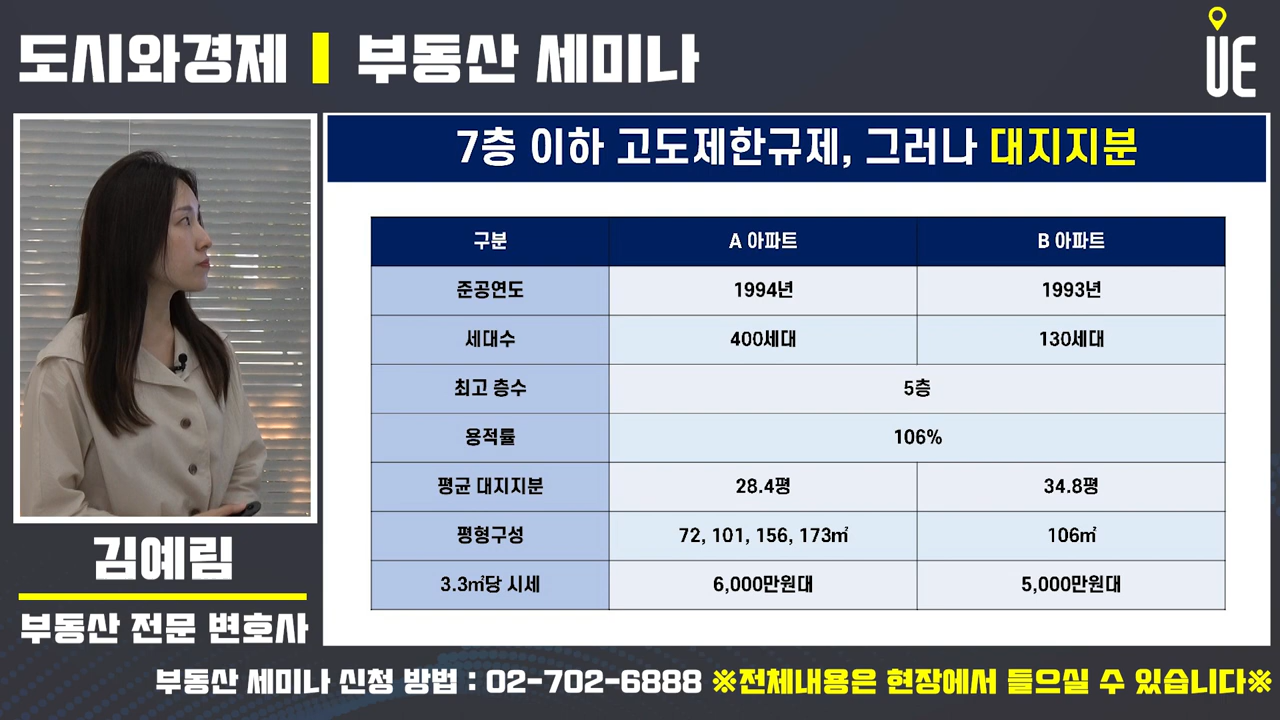 도시와경제 부동산 세미나
UE
7층 이하 고도제한규제, 그러나 대지지분
구분 A 아파트 B 아파트
준공연도 1994년 1993년
세대수 400세대 130세대
최고 층수 5층
용적률 106%
평균 대지지분 28.4평 34.8평
평형구성 72, 101, 156, 173㎡ 106㎡
3.3㎡당 시세 6,000만원대 5,000만원대
김예림
부동산 전문 변호사
부동산 세미나 신청 방법 : 02-702-6888 ※전체내용은 현장에서 들으실 수 있습니다※